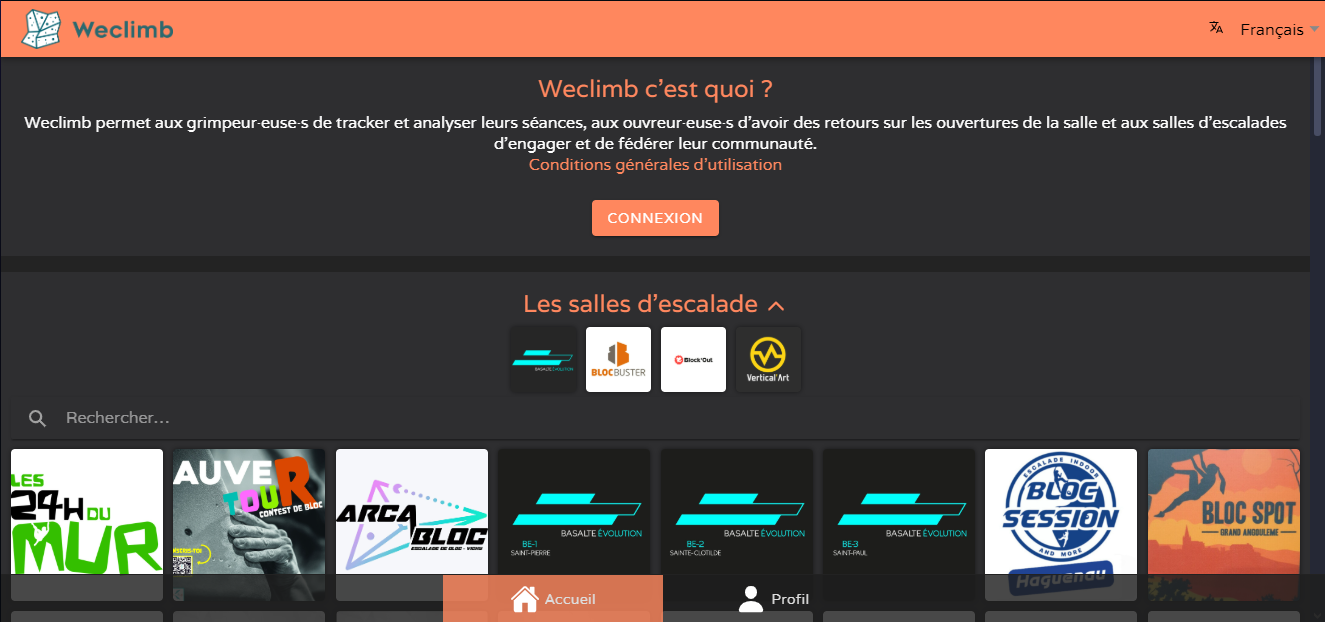 Weclimb
Français
Weclimb c'est quoi ?
Weclimb permet aux grimpeur·euse·s de tracker et analyser leurs séances, aux ouvreur·euse·s d'avoir des retours sur les ouvertures de la salle et aux salles d'escalades
d'engager et de fédérer leur communauté.
Conditions générales d'utilisation
CONNEXION
Les salles d'escalade
BASALTE ÉVOLUTION
BLOCBUSTER
Block'Out
Vertical'Art
Rechercher...
LES
24H DU
MUR
AUVE
TOUR
CONTEST DE BLOC
INSCRIS-TOI
ARCA
BLOC
ESCALADE DE BLOC - VICHY
BASALTE ÉVOLUTION
BE-1
SAINT-PIERRE
BASALTE ÉVOLUTION
BE-2
SAINTE-CLOTILDE
BASALTE ÉVOLUTION
BE-3
SAINT-PAUL
ESCALADE INDOOR
BLOC
SESSION
AND MORE
Haguenau
BLOC SPOT
GRAND ANGOULEME
Accueil
Profil